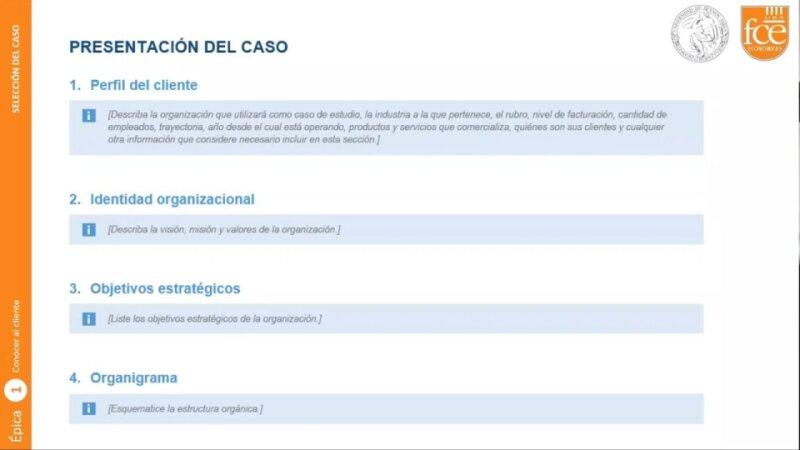 SELECCIÓN DEL CASO
Épica 1 Conocer al cliente
UBA
fce
ECONÓMICAS
PRESENTACIÓN DEL CASO
1. Perfil del cliente
[Describa la organización que utilizará como caso de estudio, la industria a la que pertenece, el rubro, nivel de facturación, cantidad de
empleados, trayectoria, año desde el cual está operando, productos y servicios que comercializa, quiénes son sus clientes y cualquier
otra información que considere necesario incluir en esta sección.]
2. Identidad organizacional
[Describa la visión, misión y valores de la organización.]
3. Objetivos estratégicos
[Liste los objetivos estratégicos de la organización.]
4. Organigrama
[Esquematice la estructura orgánica.]